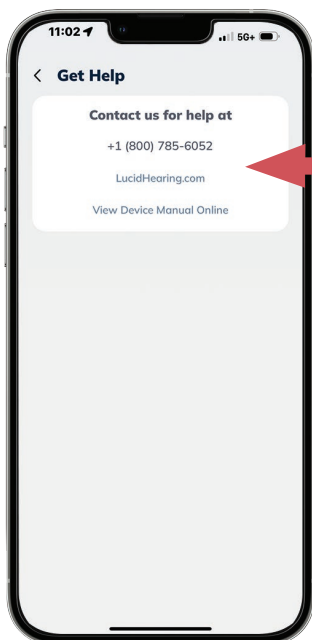 11:02
5G+
Get Help
Contact us for help at
+1 (800) 785-6052
LucidHearing.com
View Device Manual Online